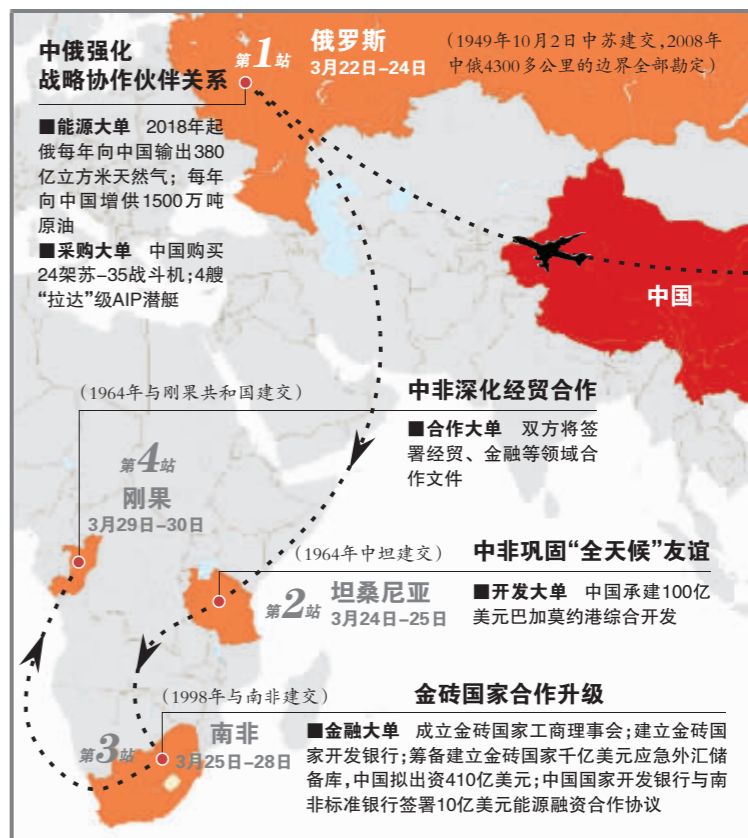 中俄强化
战略协作伙伴关系
■能源大单 2018年起
俄每年向中国输出380
亿立方米天然气；每年
向中国增供1500万吨
原油
■采购大单 中国购买
24架苏-35战斗机；4艘
“拉达”级AIP潜艇
第1站
俄罗斯
3月22日-24日
（1949年10月2日中苏建交，2008年
中俄4300多公里的边界全部勘定）
中国
（1964年与刚果共和国建交）
中非深化经贸合作
■合作大单 双方将签
署经贸、金融等领域合
作文件
第4站
刚果
3月29日-30日
（1964年中坦建交）
中非巩固“全天候”友谊
第2站
坦桑尼亚
3月24日-25日
■开发大单 中国承建100亿
美元巴加莫约港综合开发
（1998年与南非建交）
金砖国家合作升级
第3站
南非
3月25日-28日
■金融大单 成立金砖国家工商理事会；建立金砖国
家开发银行；筹备建立金砖国家千亿美元应急外汇储
备库，中国拟出资410亿美元；中国国家开发银行与南
非标准银行签署10亿美元能源融资合作协议